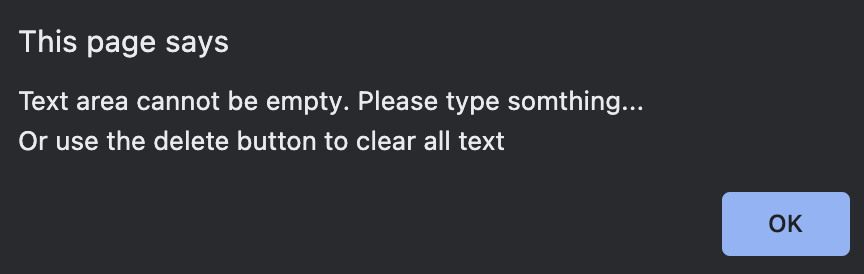 This page says
Text area cannot be empty. Please type somthing...
Or use the delete button to clear all text
OK